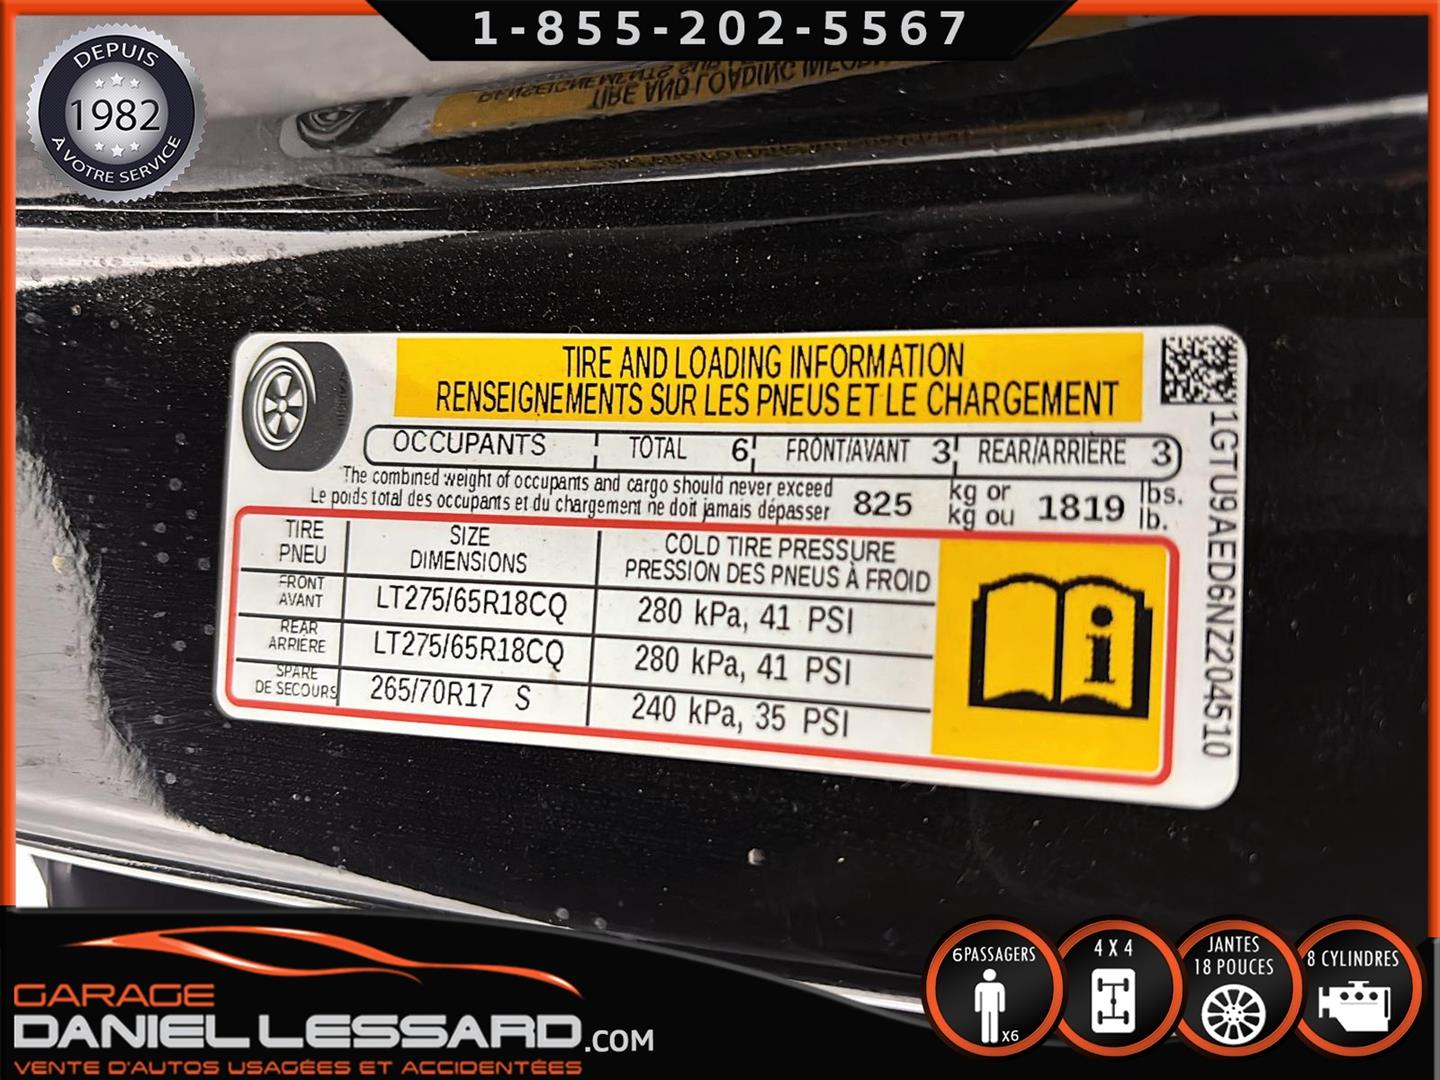 1-855-202-5567
DEPUIS
1982
À VOTRE SERVICE
TIRE AND LOADING INFORMATION
RENSEIGNEMENTS SUR LES PNEUS ET LE CHARGEMENT
OCCUPANTS TOTAL 6 FRONT/AVANT 3 REAR/ARRIÈRE 3
The combined weight of occupants and cargo should never exceed 825 kg or 1819 lbs.
Le poids total des occupants et du chargement ne doit jamais dépasser kg ou lb.
TIRE SIZE COLD TIRE PRESSURE
PNEU DIMENSIONS PRESSION DES PNEUS À FROID
FRONT
AVANT LT275/65R18CQ 280 kPa, 41 PSI
REAR
ARRIÈRE LT275/65R18CQ 280 kPa, 41 PSI
SPARE
DE SECOURS 265/70R17 S 240 kPa, 35 PSI
1GTU9AED6NZ204510
GARAGE
DANIEL LESSARD.COM
VENTE D'AUTOS USAGÉES ET ACCIDENTÉES
6 PASSAGERS
X6
4 X 4
JANTES
18 POUCES
8 CYLINDRES